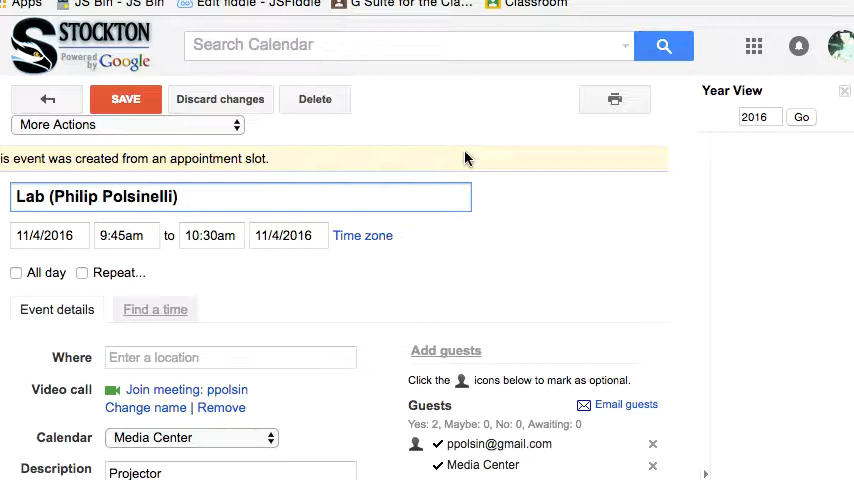 Apps JS Bin - JS Bin Edit fiddle - JSFiddle G Suite for the Cla... Classroom
STOCKTON
Powered by Google
Search Calendar
SAVE Discard changes Delete
More Actions
Year View
2016 Go
is event was created from an appointment slot.
Lab (Philip Polsinelli)
11/4/2016 9:45am to 10:30am 11/4/2016 Time zone
All day Repeat...
Event details Find a time
Where Enter a location
Video call Join meeting: ppolsin
Change name | Remove
Calendar Media Center
Description Projector
Add guests
Click the icons below to mark as optional.
Guests Email guests
Yes: 2, Maybe: 0, No: 0, Awaiting: 0
ppolsin@gmail.com
Media Center